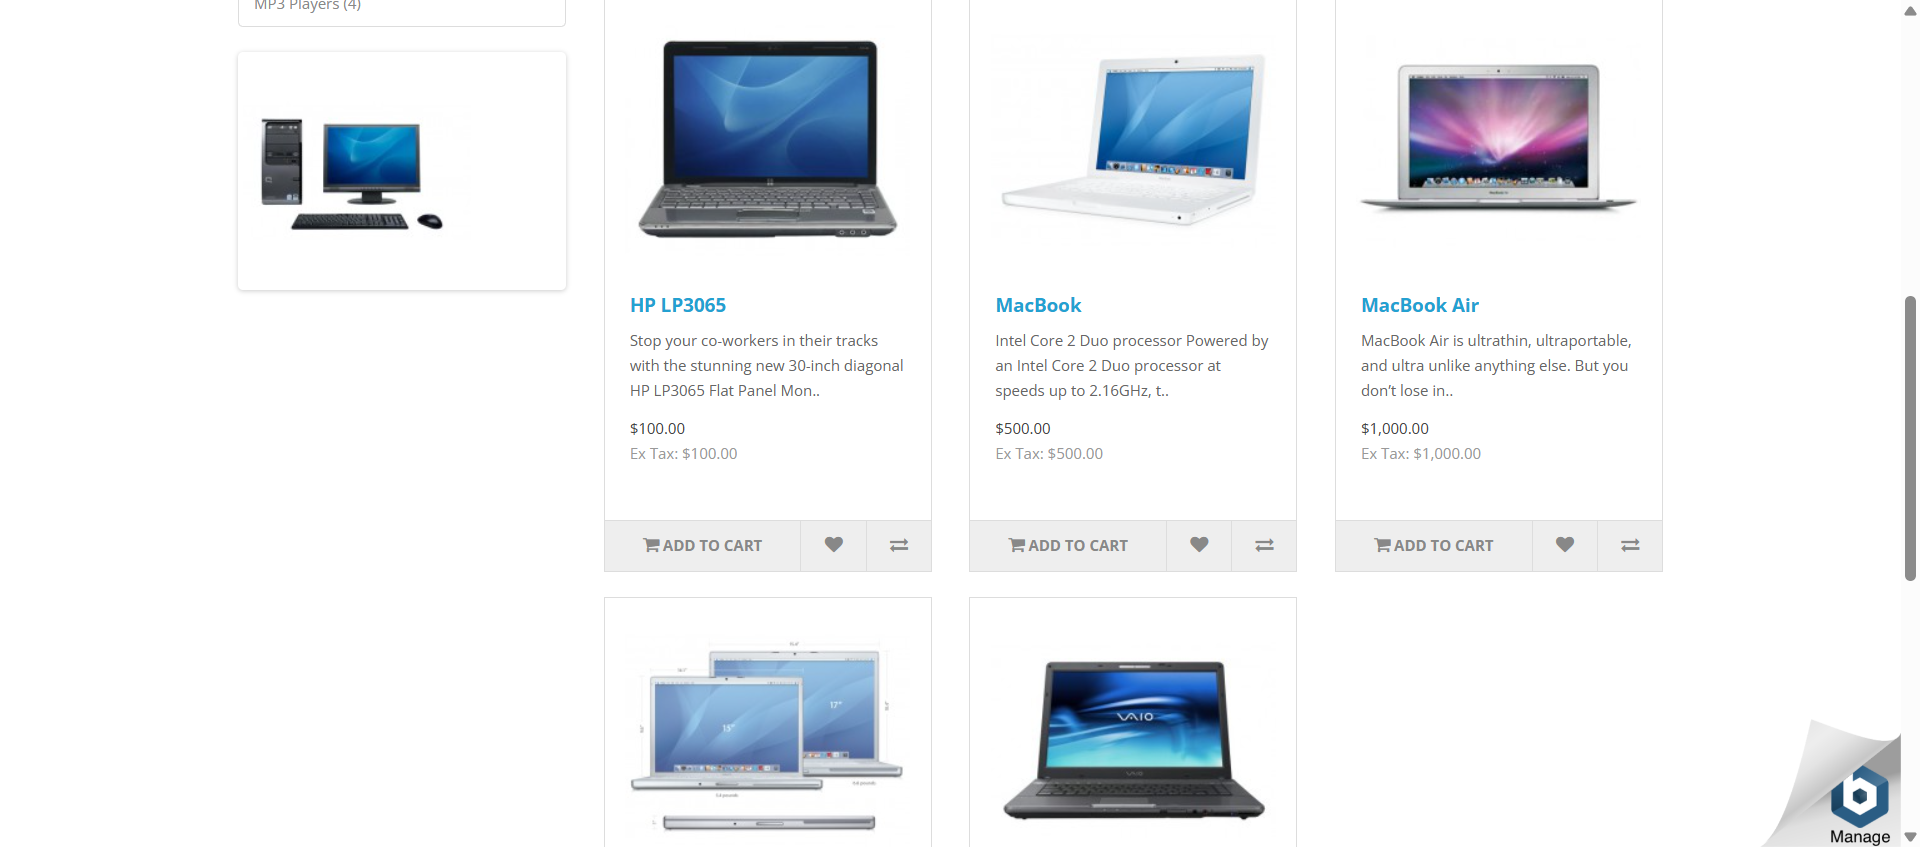 MP3 Players (4)
HP LP3065
Stop your co-workers in their tracks
with the stunning new 30-inch diagonal
HP LP3065 Flat Panel Mon..
$100.00
Ex Tax: $100.00
ADD TO CART
MacBook
Intel Core 2 Duo processor Powered by
an Intel Core 2 Duo processor at
speeds up to 2.16GHz, t..
$500.00
Ex Tax: $500.00
ADD TO CART
MacBook Air
MacBook Air is ultrathin, ultraportable,
and ultra unlike anything else. But you
don’t lose in..
$1,000.00
Ex Tax: $1,000.00
ADD TO CART
17"
15"
VAIO
VAIO
Manage